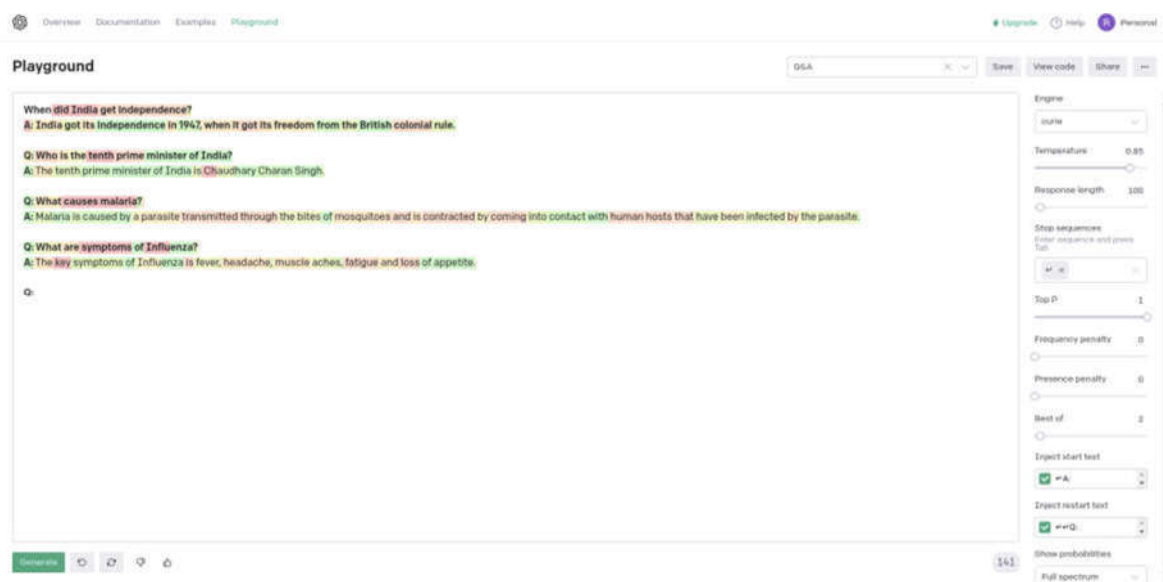 Overview Documentation Examples Playground
Upgrade Help R Personal
Playground
Q&A
Save View code Share ...
When did India get independence?
A: India got its independence in 1947, when it got its freedom from the British colonial rule.
Q: Who is the tenth prime minister of India?
A: The tenth prime minister of India is Chaudhary Charan Singh.
Q: What causes malaria?
A: Malaria is caused by a parasite transmitted through the bites of mosquitoes and is contracted by coming into contact with human hosts that have been infected by the parasite.
Q: What are symptoms of Influenza?
A: The key symptoms of Influenza is fever, headache, muscle aches, fatigue and loss of appetite.
Q:
Engine
curie
Temperature 0.85
Response length 100
Stop sequences
Enter sequence and press
Tab
↵
Top P 1
Frequency penalty 0
Presence penalty 0
Best of 2
Inject start text
↵A:
Inject restart text
↵↵Q:
Show probabilities
Full spectrum
Generate
141